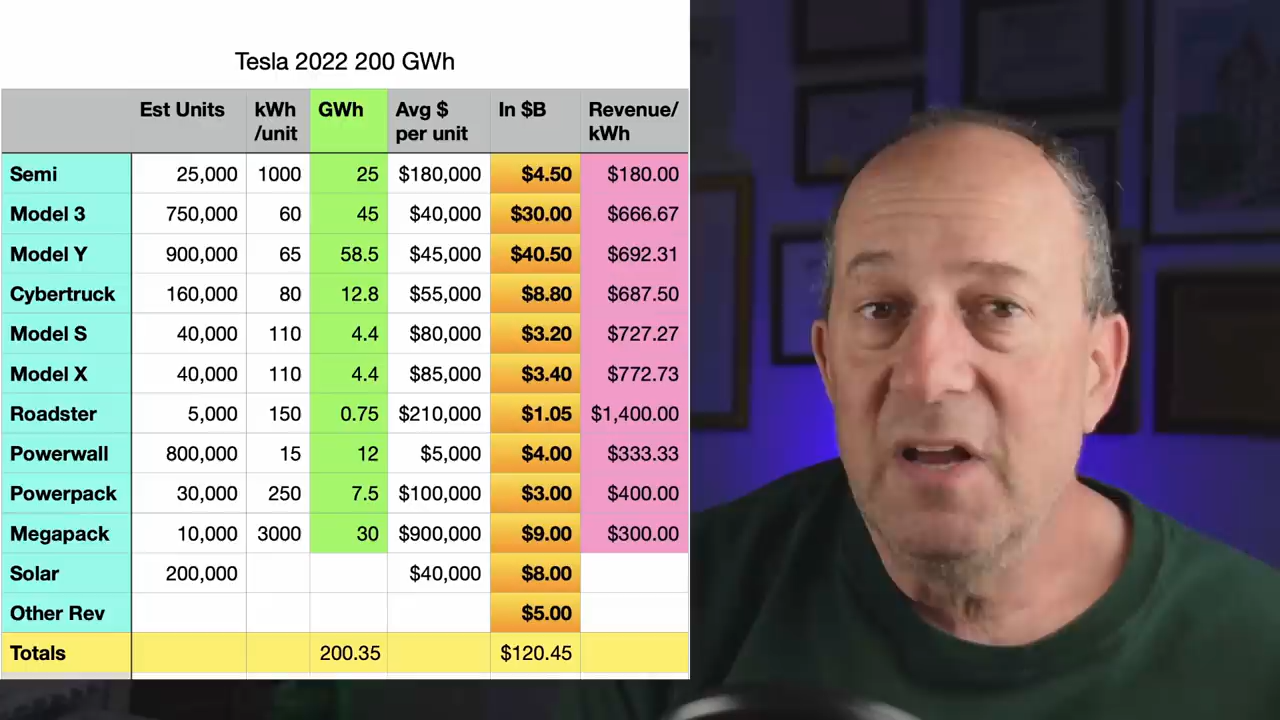 Tesla 2022 200 GWh
Est Units kWh /unit GWh Avg $ per unit In $B Revenue/ kWh
Semi 25,000 1000 25 $180,000 $4.50 $180.00
Model 3 750,000 60 45 $40,000 $30.00 $666.67
Model Y 900,000 65 58.5 $45,000 $40.50 $692.31
Cybertruck 160,000 80 12.8 $55,000 $8.80 $687.50
Model S 40,000 110 4.4 $80,000 $3.20 $727.27
Model X 40,000 110 4.4 $85,000 $3.40 $772.73
Roadster 5,000 150 0.75 $210,000 $1.05 $1,400.00
Powerwall 800,000 15 12 $5,000 $4.00 $333.33
Powerpack 30,000 250 7.5 $100,000 $3.00 $400.00
Megapack 10,000 3000 30 $900,000 $9.00 $300.00
Solar 200,000 $40,000 $8.00
Other Rev $5.00
Totals 200.35 $120.45